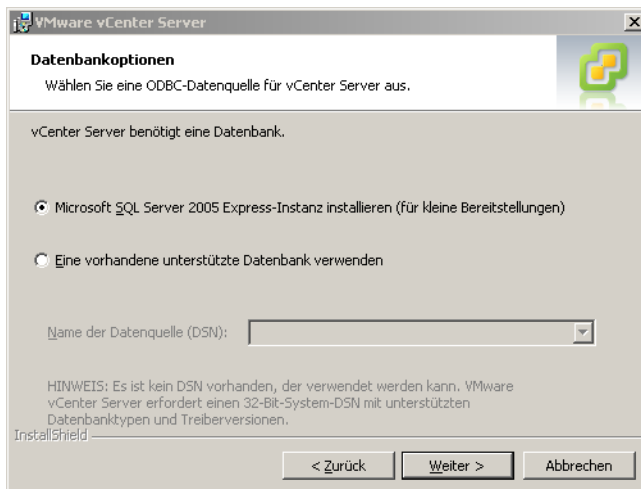 VMware vCenter Server
Datenbankoptionen
Wählen Sie eine ODBC-Datenquelle für vCenter Server aus.
vCenter Server benötigt eine Datenbank.
Microsoft SQL Server 2005 Express-Instanz installieren (für kleine Bereitstellungen)
Eine vorhandene unterstützte Datenbank verwenden
Name der Datenquelle (DSN):
HINWEIS: Es ist kein DSN vorhanden, der verwendet werden kann. VMware
vCenter Server erfordert einen 32-Bit-System-DSN mit unterstützten
Datenbanktypen und Treiberversionen.
InstallShield
< Zurück Weiter > Abbrechen